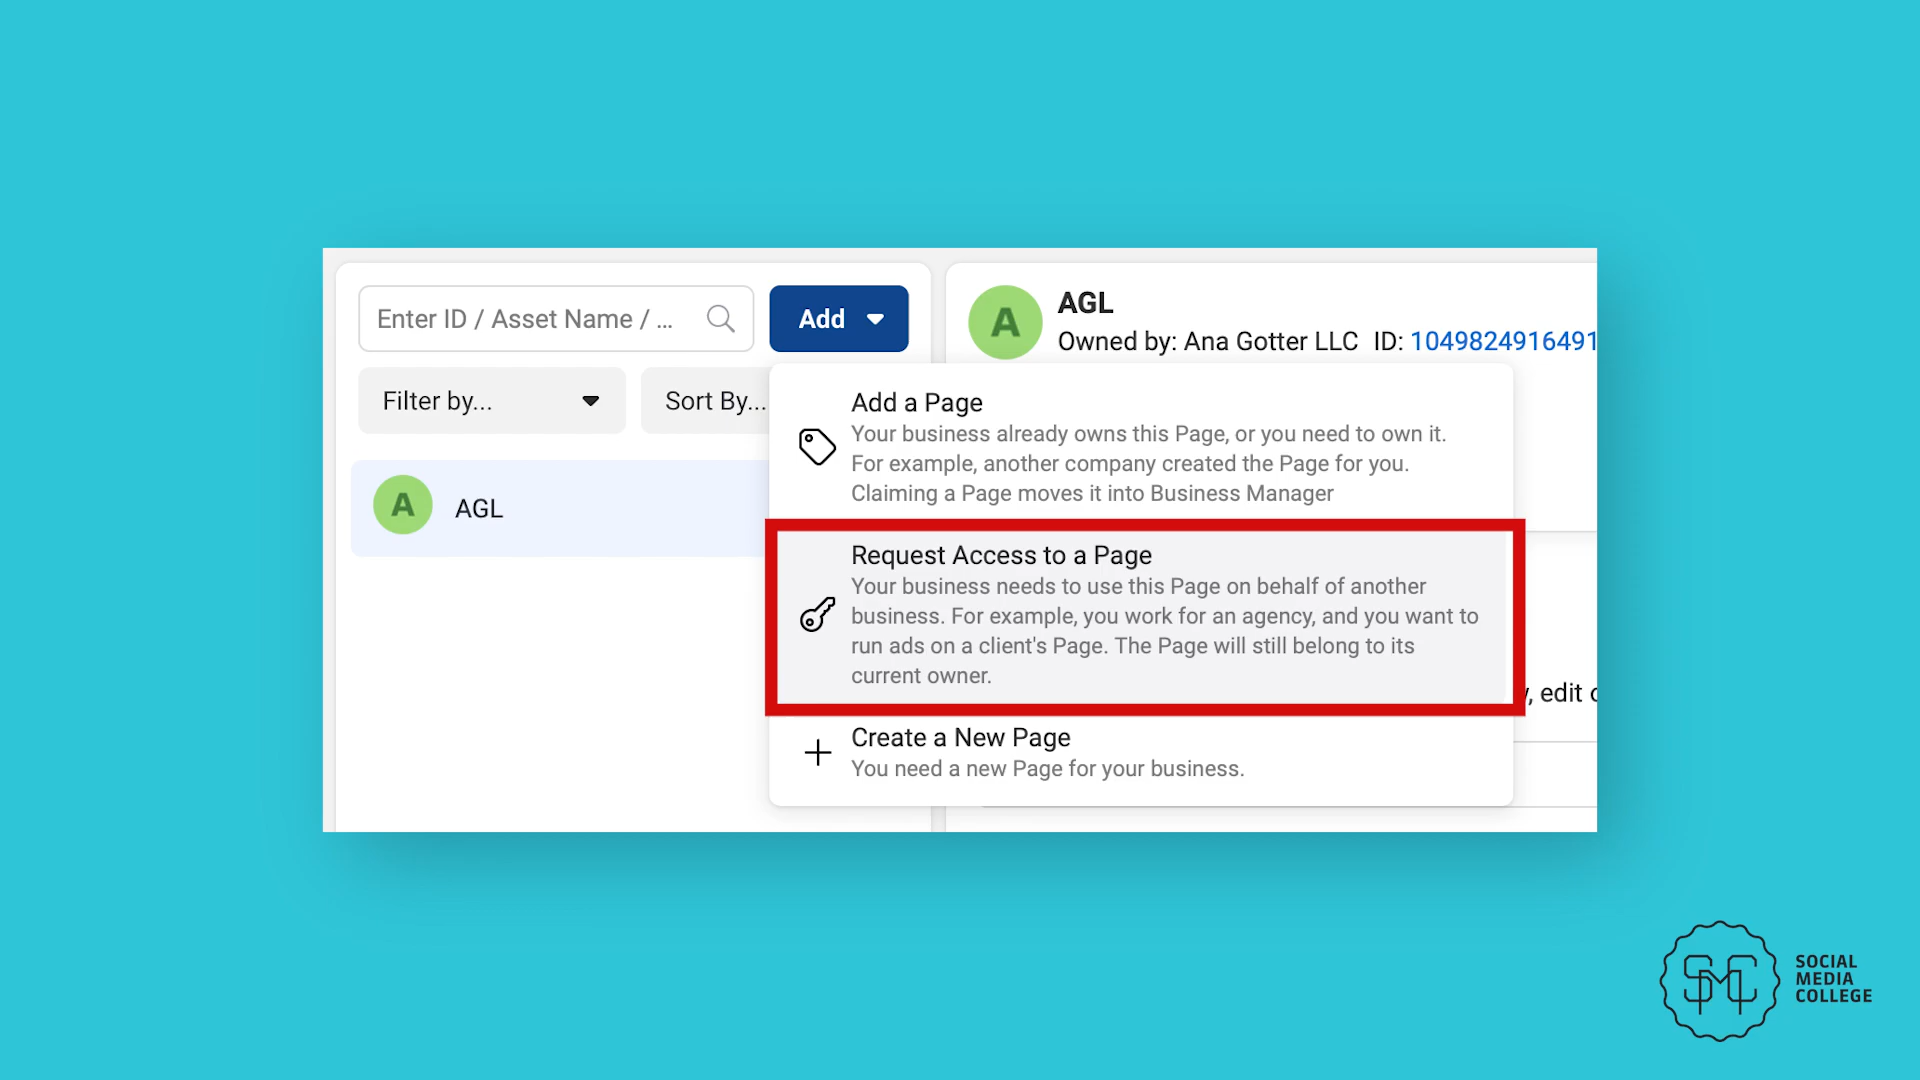 Enter ID / Asset Name / ...
Add
Filter by...
Sort By...
A
AGL
A
AGL
Owned by: Ana Gotter LLC ID: 1049824916491
Add a Page
Your business already owns this Page, or you need to own it.
For example, another company created the Page for you.
Claiming a Page moves it into Business Manager
Request Access to a Page
Your business needs to use this Page on behalf of another
business. For example, you work for an agency, and you want to
run ads on a client's Page. The Page will still belong to its
current owner.
Create a New Page
You need a new Page for your business.
, edit
SMC
SOCIAL
MEDIA
COLLEGE